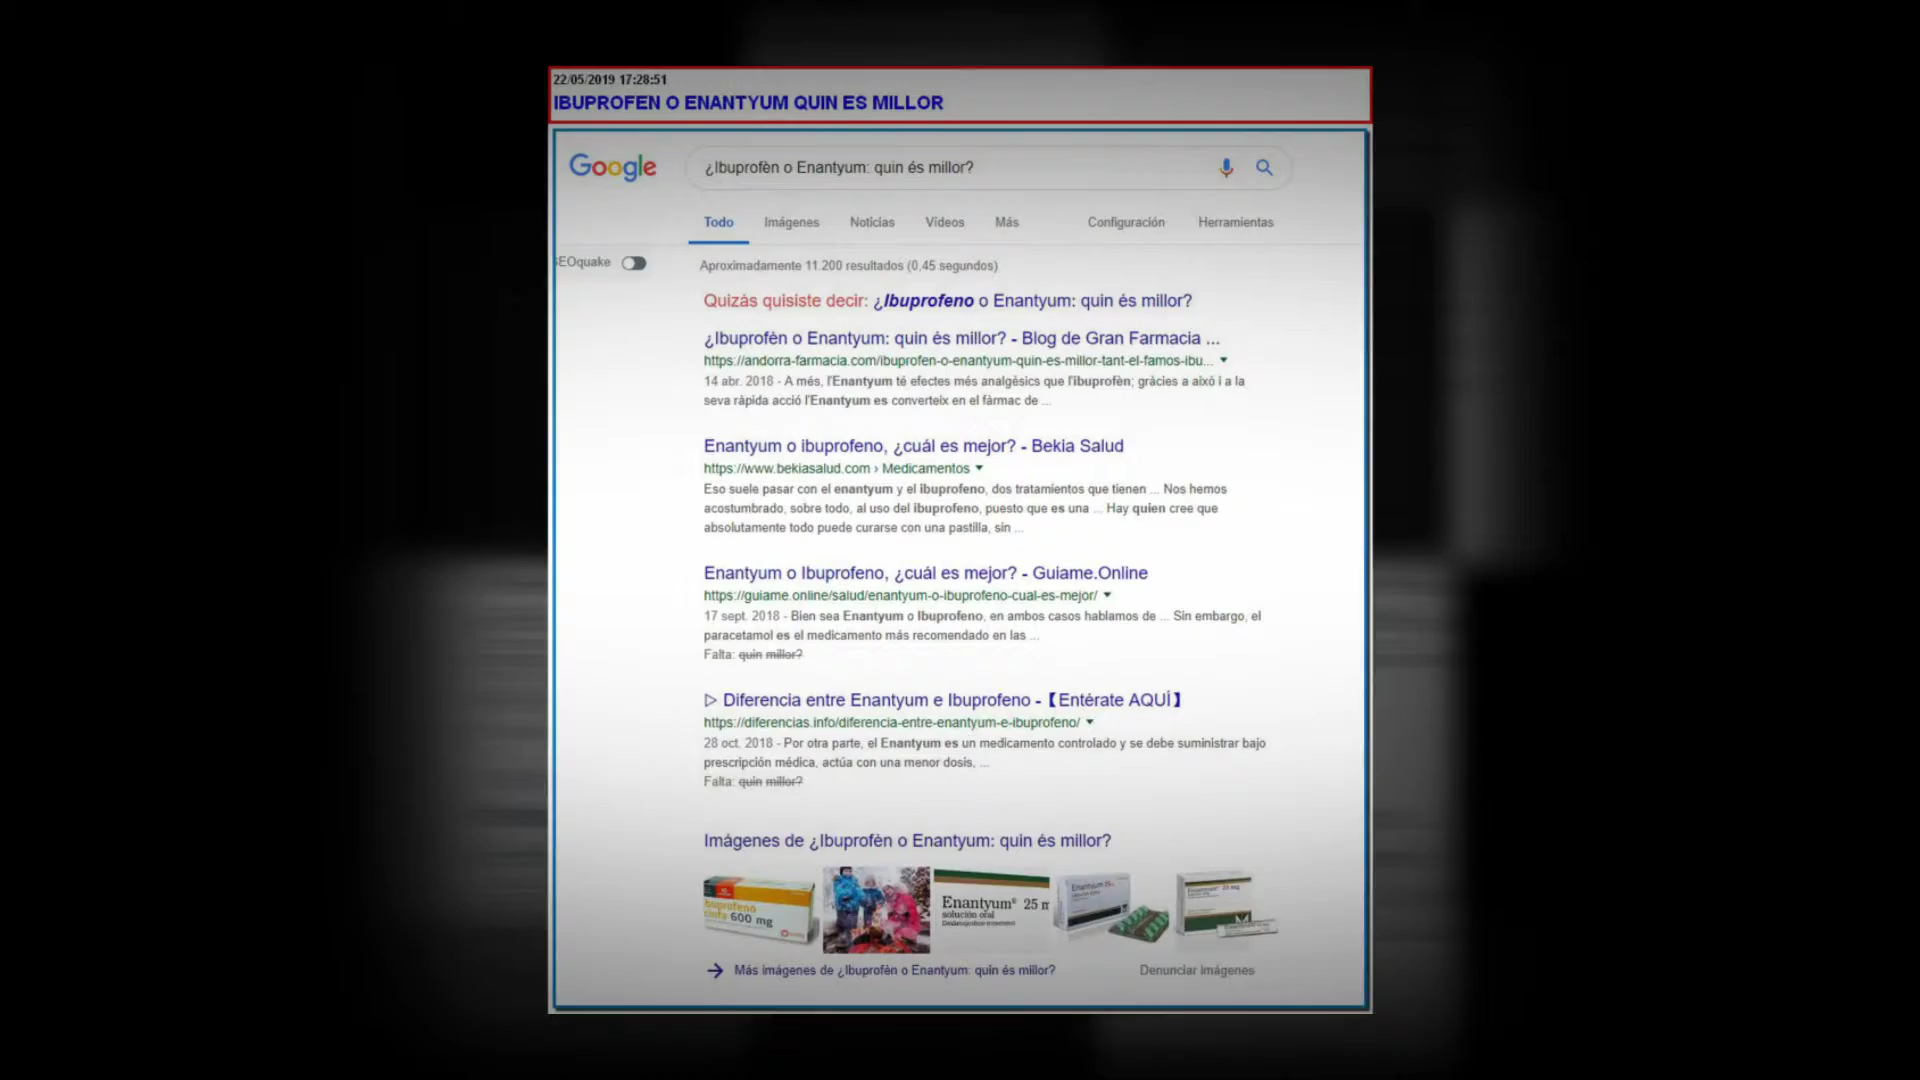 22/05/2019 17:28:51
IBUPROFEN O ENANTYUM QUIN ES MILLOR
Google
¿Ibuprofèn o Enantyum: quin és millor?
Todo Imágenes Noticias Vídeos Más Configuración Herramientas
EOquake
Aproximadamente 11.200 resultados (0,45 segundos)
Quizás quisiste decir: ¿Ibuprofeno o Enantyum: quin és millor?
¿Ibuprofèn o Enantyum: quin és millor? - Blog de Gran Farmacia ...
https://andorra-farmacia.com/ibuprofen-o-enantyum-quin-es-millor-tant-el-famos-ibu...
14 abr. 2018 - A més, l'Enantyum té efectes més analgèsics que l'ibuprofèn; gràcies a això i a la
seva ràpida acció l'Enantyum es converteix en el fàrmac de ...
Enantyum o ibuprofeno, ¿cuál es mejor? - Bekia Salud
https://www.bekiasalud.com › Medicamentos
Eso suele pasar con el enantyum y el ibuprofeno, dos tratamientos que tienen ... Nos hemos
acostumbrado, sobre todo, al uso del ibuprofeno, puesto que es una ... Hay quien cree que
absolutamente todo puede curarse con una pastilla, sin ...
Enantyum o Ibuprofeno, ¿cuál es mejor? - Guiame.Online
https://guiame.online/salud/enantyum-o-ibuprofeno-cual-es-mejor/
17 sept. 2018 - Bien sea Enantyum o Ibuprofeno, en ambos casos hablamos de ... Sin embargo, el
paracetamol es el medicamento más recomendado en las ...
Falta: quin millor?
▷ Diferencia entre Enantyum e Ibuprofeno -【Entérate AQUÍ】
https://diferencias.info/diferencia-entre-enantyum-e-ibuprofeno/
28 oct. 2018 - Por otra parte, el Enantyum es un medicamento controlado y se debe suministrar bajo
prescripción médica, actúa con una menor dosis, ...
Falta: quin millor?
Imágenes de ¿Ibuprofèn o Enantyum: quin és millor?
ibuprofeno
cinfa 600 mg
Enantyum® 25 m
solución oral
Enantyum 25
Enantyum® 25 mg
Más imágenes de ¿Ibuprofèn o Enantyum: quin és millor? Denunciar imágenes